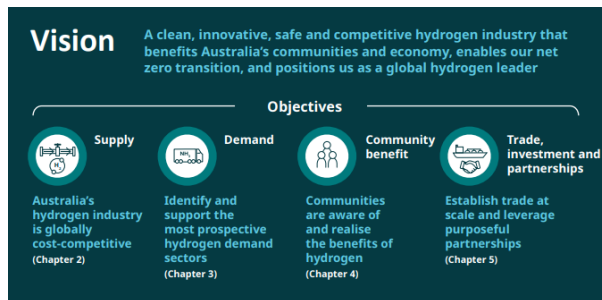 Vision
A clean, innovative, safe and competitive hydrogen industry that
benefits Australia's communities and economy, enables our net
zero transition, and positions us as a global hydrogen leader
Objectives
Supply
H₂
Australia's
hydrogen industry
is globally
cost-competitive
(Chapter 2)
Demand
NH₃
Identify and
support the
most prospective
hydrogen demand
sectors
(Chapter 3)
Community
benefit
Communities
are aware of
and realise
the benefits of
hydrogen
(Chapter 4)
Trade,
investment and
partnerships
Establish trade at
scale and leverage
purposeful
partnerships
(Chapter 5)